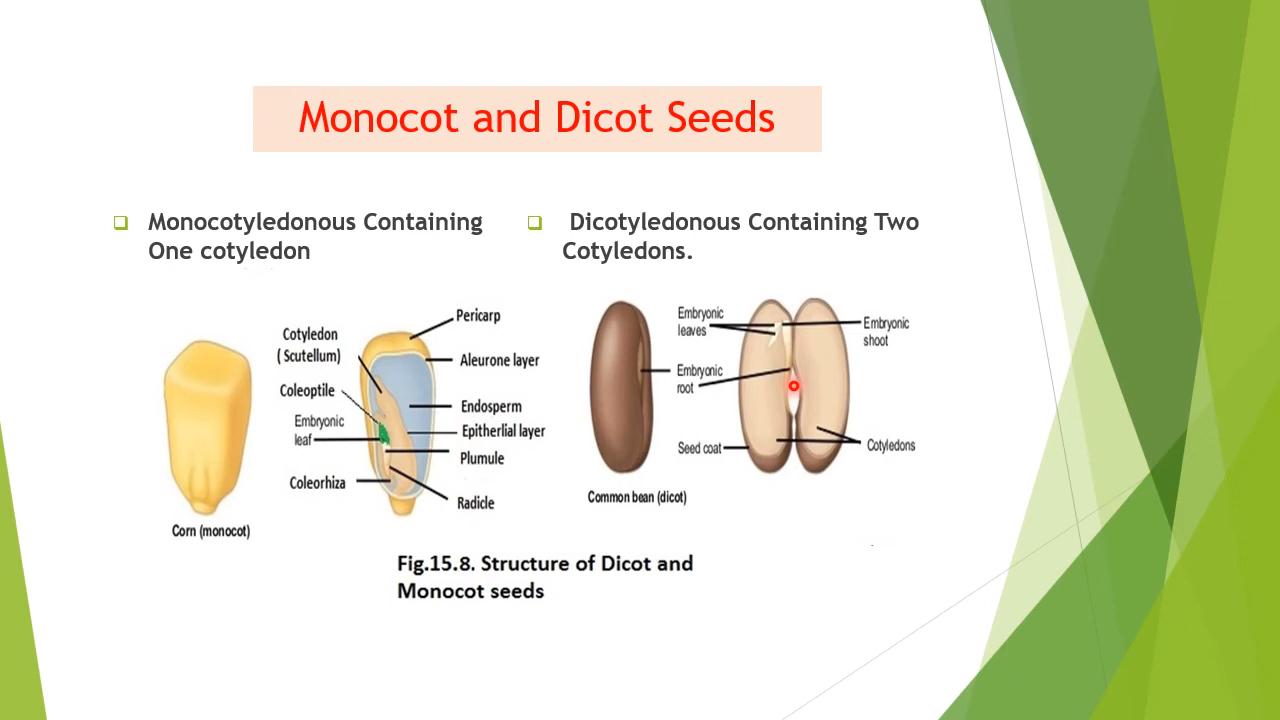 Monocot and Dicot Seeds
Monocotyledonous Containing
One cotyledon
Dicotyledonous Containing Two
Cotyledons.
Cotyledon
( Scutellum)
Coleoptile
Embryonic
leaf
Coleorhiza
Pericarp
Aleurone layer
Endosperm
Epitherlial layer
Plumule
Radicle
Corn (monocot)
Embryonic
leaves
Embryonic
root
Seed coat
Embryonic
shoot
Cotyledons
Common bean (dicot)
Fig.15.8. Structure of Dicot and
Monocot seeds